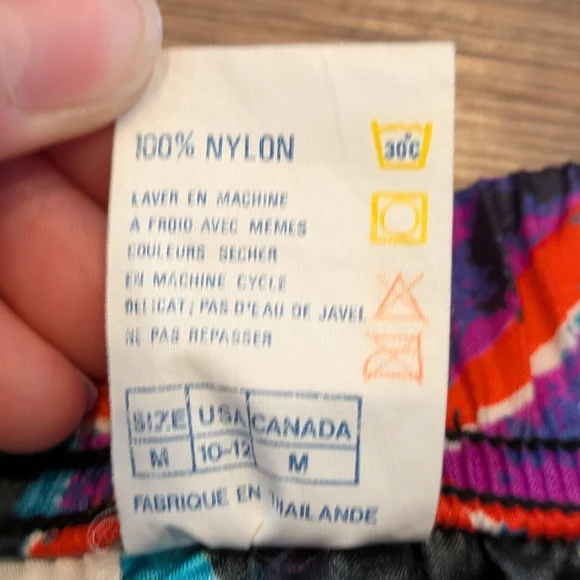 100% NYLON
30°C
LAVER EN MACHINE
A FROID AVEC MEMES
COULEURS SECHER
EN MACHINE CYCLE
DELICAT; PAS D'EAU DE JAVEL
NE PAS REPASSER
SIZE USA CANADA
M 10-12 M
FABRIQUE EN THAILANDE